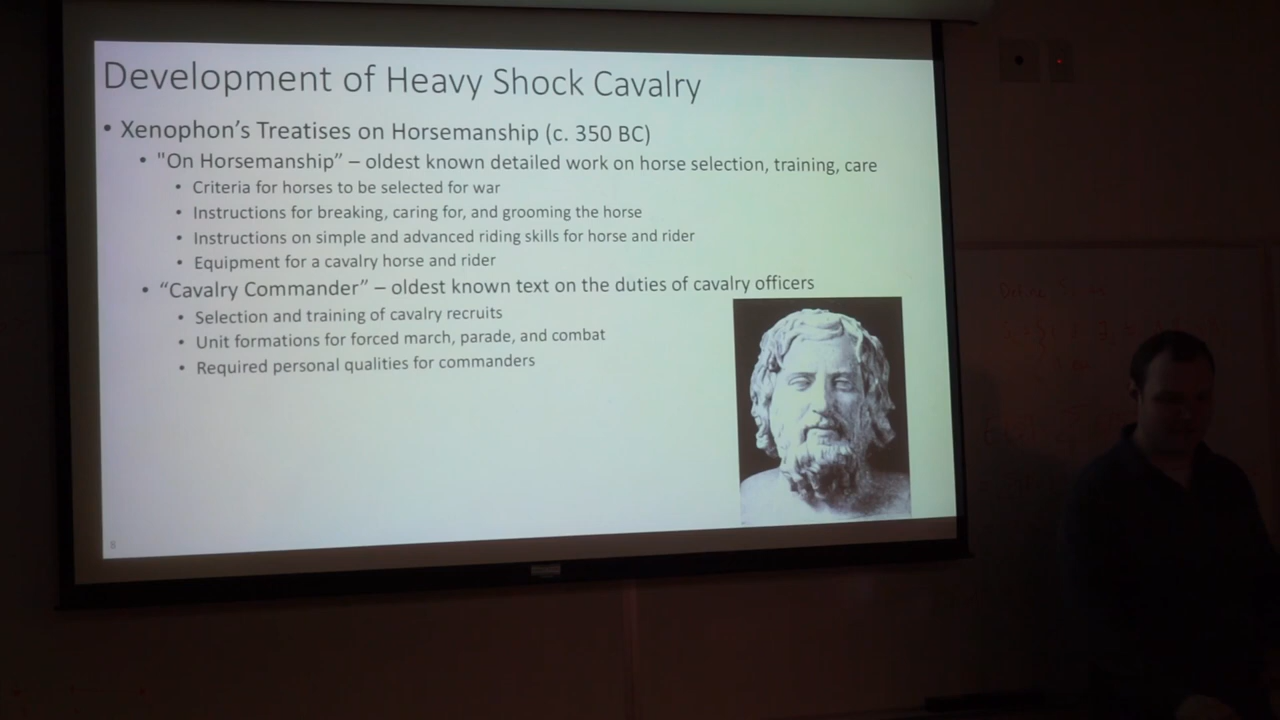 Development of Heavy Shock Cavalry
• Xenophon’s Treatises on Horsemanship (c. 350 BC)
• "On Horsemanship” – oldest known detailed work on horse selection, training, care
• Criteria for horses to be selected for war
• Instructions for breaking, caring for, and grooming the horse
• Instructions on simple and advanced riding skills for horse and rider
• Equipment for a cavalry horse and rider
• “Cavalry Commander” – oldest known text on the duties of cavalry officers
• Selection and training of cavalry recruits
• Unit formations for forced march, parade, and combat
• Required personal qualities for commanders
8